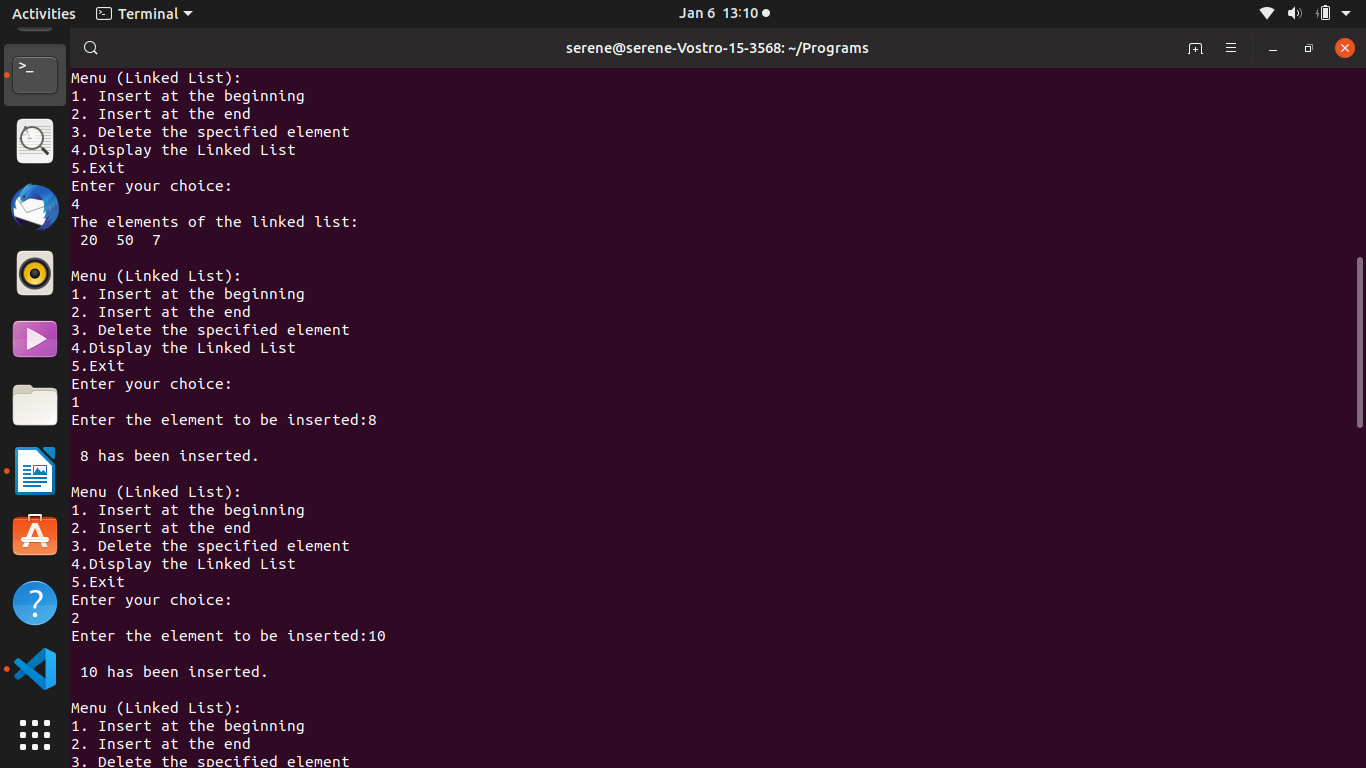 Activities Terminal Jan 6 13:10
serene@serene-Vostro-15-3568: ~/Programs
Menu (Linked List):
1. Insert at the beginning
2. Insert at the end
3. Delete the specified element
4.Display the Linked List
5.Exit
Enter your choice:
4
The elements of the linked list:
20 50 7
Menu (Linked List):
1. Insert at the beginning
2. Insert at the end
3. Delete the specified element
4.Display the Linked List
5.Exit
Enter your choice:
1
Enter the element to be inserted:8
8 has been inserted.
Menu (Linked List):
1. Insert at the beginning
2. Insert at the end
3. Delete the specified element
4.Display the Linked List
5.Exit
Enter your choice:
2
Enter the element to be inserted:10
10 has been inserted.
Menu (Linked List):
1. Insert at the beginning
2. Insert at the end
3. Delete the specified element